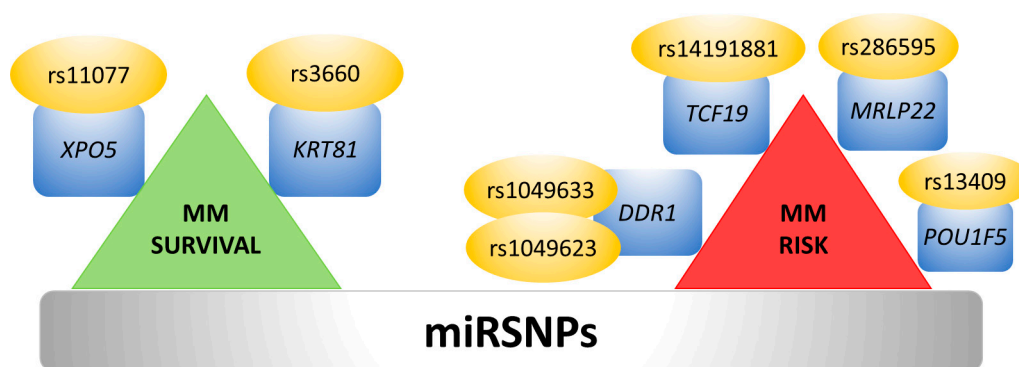 rs11077
XPO5
rs3660
KRT81
MM
SURVIVAL
rs14191881
TCF19
rs286595
MRLP22
rs1049633
rs1049623
DDR1
rs13409
POU1F5
MM
RISK
miRSNPs